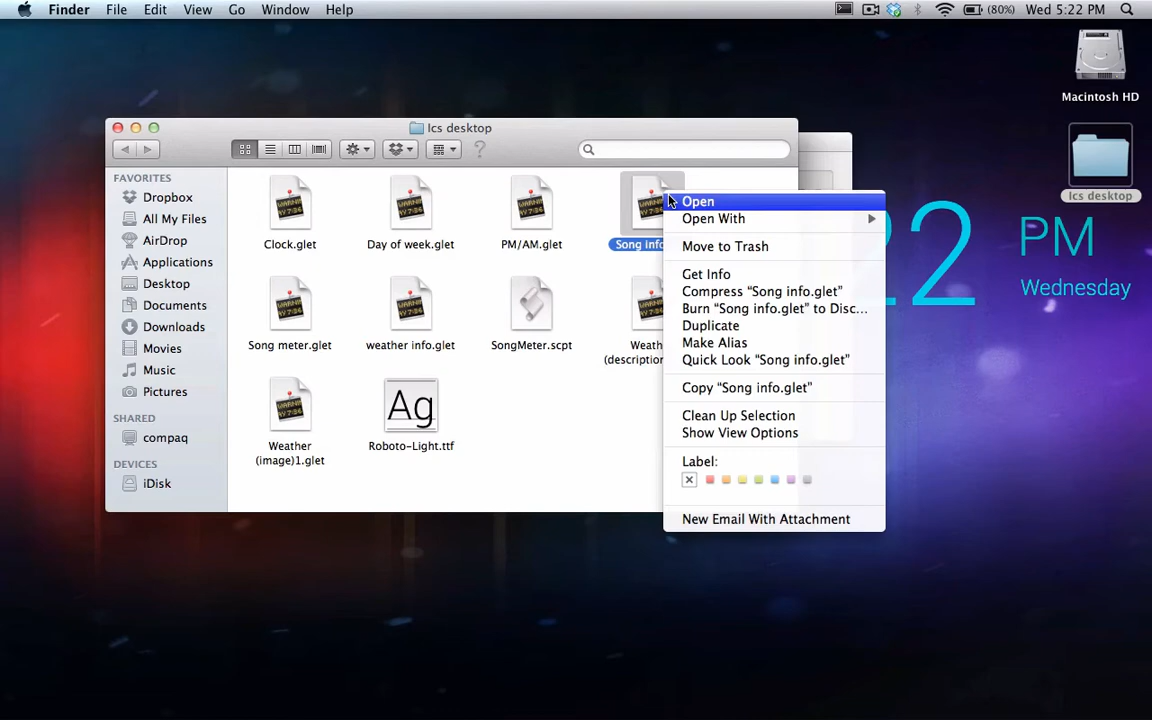 Finder File Edit View Go Window Help
(80%) Wed 5:22 PM
Macintosh HD
Ics desktop
Ics desktop
FAVORITES
Dropbox
All My Files
AirDrop
Applications
Desktop
Documents
Downloads
Movies
Music
Pictures
SHARED
compaq
DEVICES
iDisk
Clock.glet
Day of week.glet
PM/AM.glet
Song info
Song meter.glet
weather info.glet
SongMeter.scpt
Weath
(description
Weather
(image)1.glet
Ag
Roboto-Light.ttf
Open
Open With
Move to Trash
Get Info
Compress “Song info.glet”
Burn “Song info.glet” to Disc...
Duplicate
Make Alias
Quick Look “Song info.glet”
Copy “Song info.glet”
Clean Up Selection
Show View Options
Label:
New Email With Attachment
22
PM
Wednesday